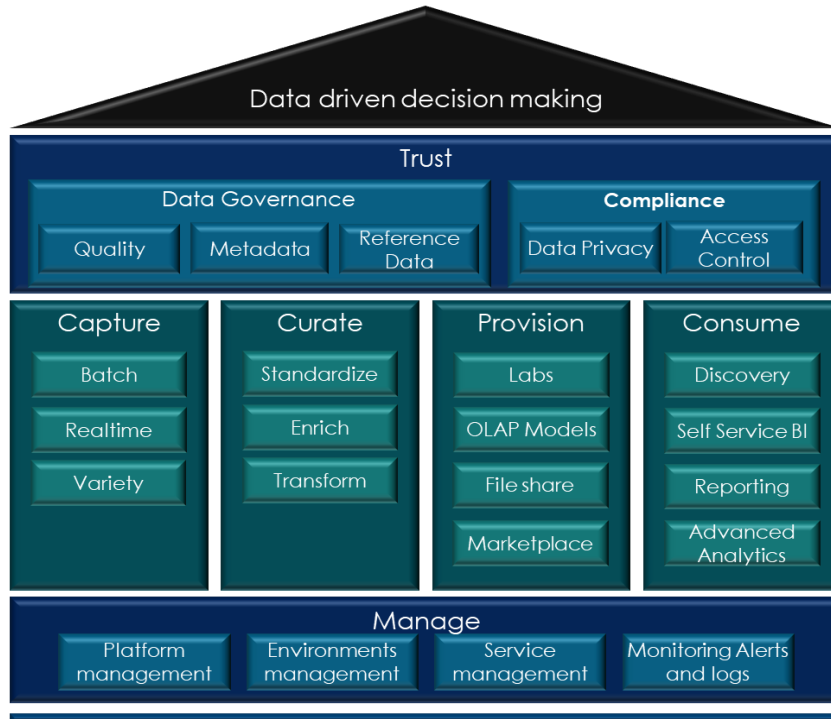 Data driven decision making
Trust
Data Governance
Quality
Metadata
Reference
Data
Compliance
Data Privacy
Access
Control
Capture
Batch
Realtime
Variety
Curate
Standardize
Enrich
Transform
Provision
Labs
OLAP Models
File share
Marketplace
Consume
Discovery
Self Service BI
Reporting
Advanced
Analytics
Manage
Platform
management
Environments
management
Service
management
Monitoring Alerts
and logs